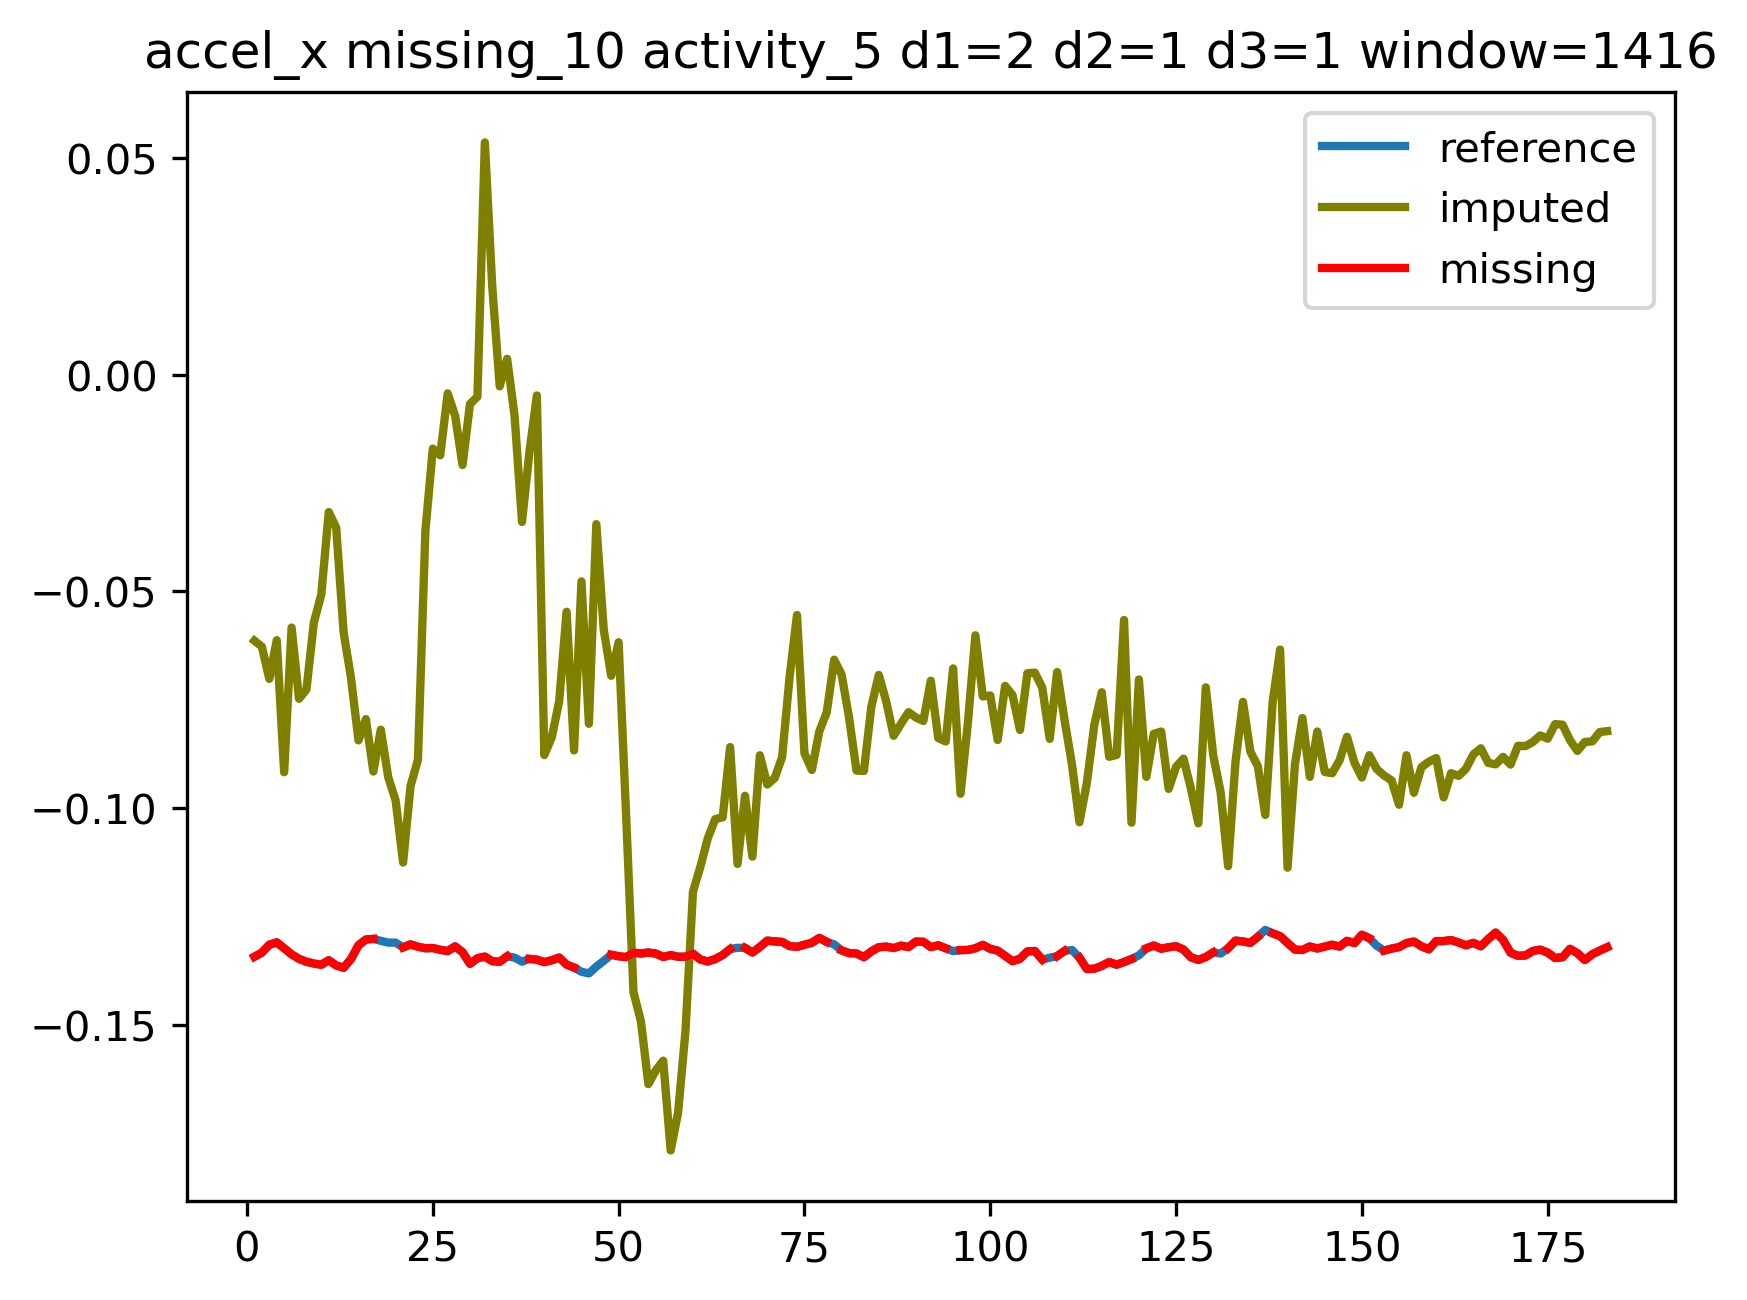 accel_x missing_10 activity_5 d1=2 d2=1 d3=1 window=1416
reference
imputed
missing
0.05
0.00
−0.05
−0.10
−0.15
0 25 50 75 100 125 150 175